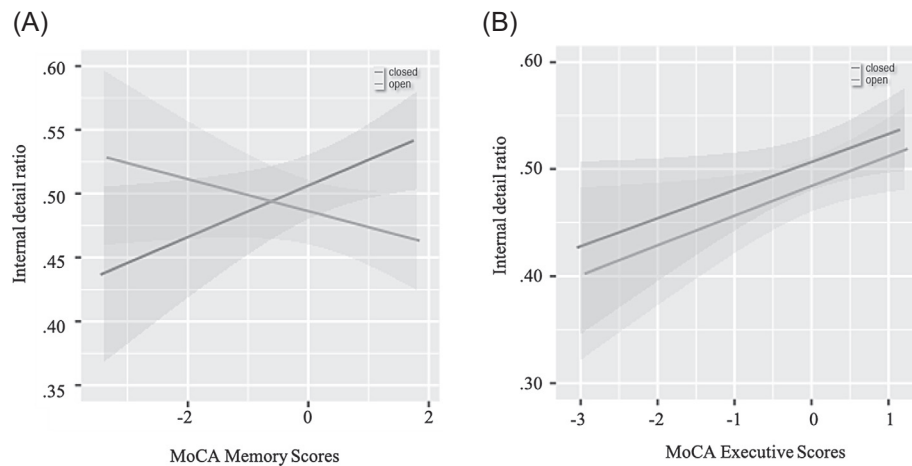 (A)
.60
.55
.50
.45
.40
.35
Internal detail ratio
closed
open
-2
0
2
MoCA Memory Scores
(B)
.60
.50
.40
.30
Internal detail ratio
closed
open
-3
-2
-1
0
1
MoCA Executive Scores